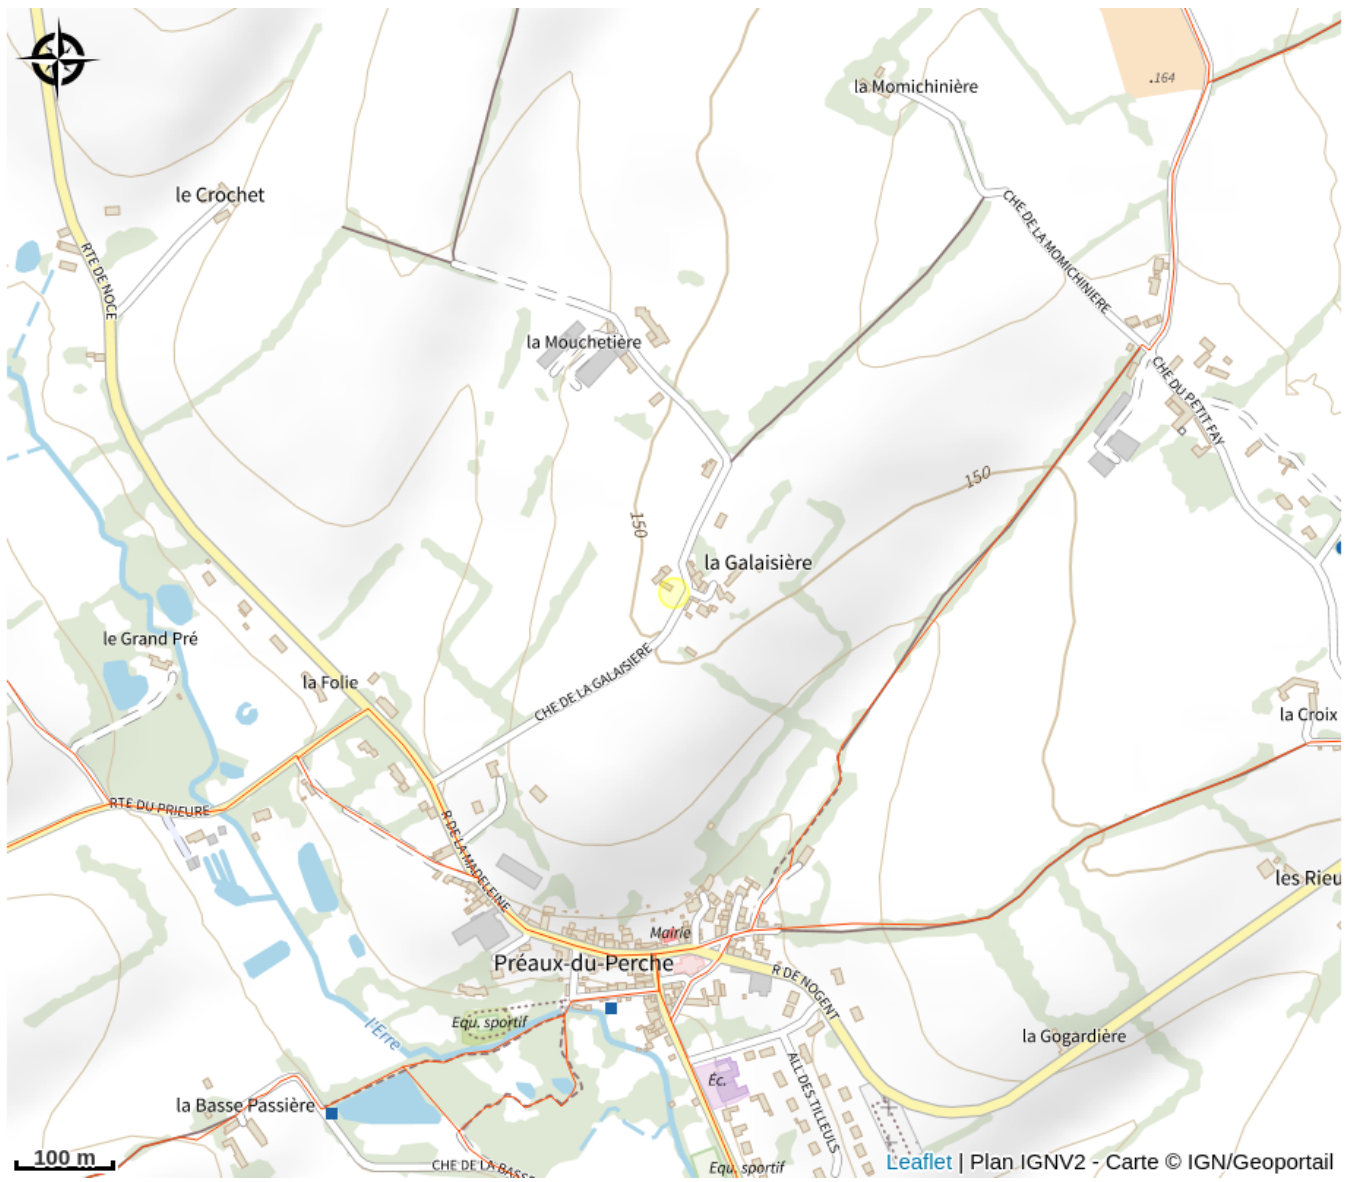 la Momichinière
.164
le Crochet
CHE DE LA MOMICHINIERE
RTE DE NOCE
la Mouchetière
CHE DU PETIT FAY
150
150
la Galaisière
le Grand Pré
CHE DE LA GALAISIERE
la Folie
la Croix
RTE DU PRIEURE
R DE LA MADELEINE
les Rieu
Mairie
Préaux-du-Perche
R DE NOGENT
Equ. sportif
l'Erre
la Gogardière
Éc.
ALL DES TILLEULS
la Basse Passière
100 m
CHE DE LA BASSE
Equ. sportif
Leaflet | Plan IGNV2 - Carte © IGN/Geoportail